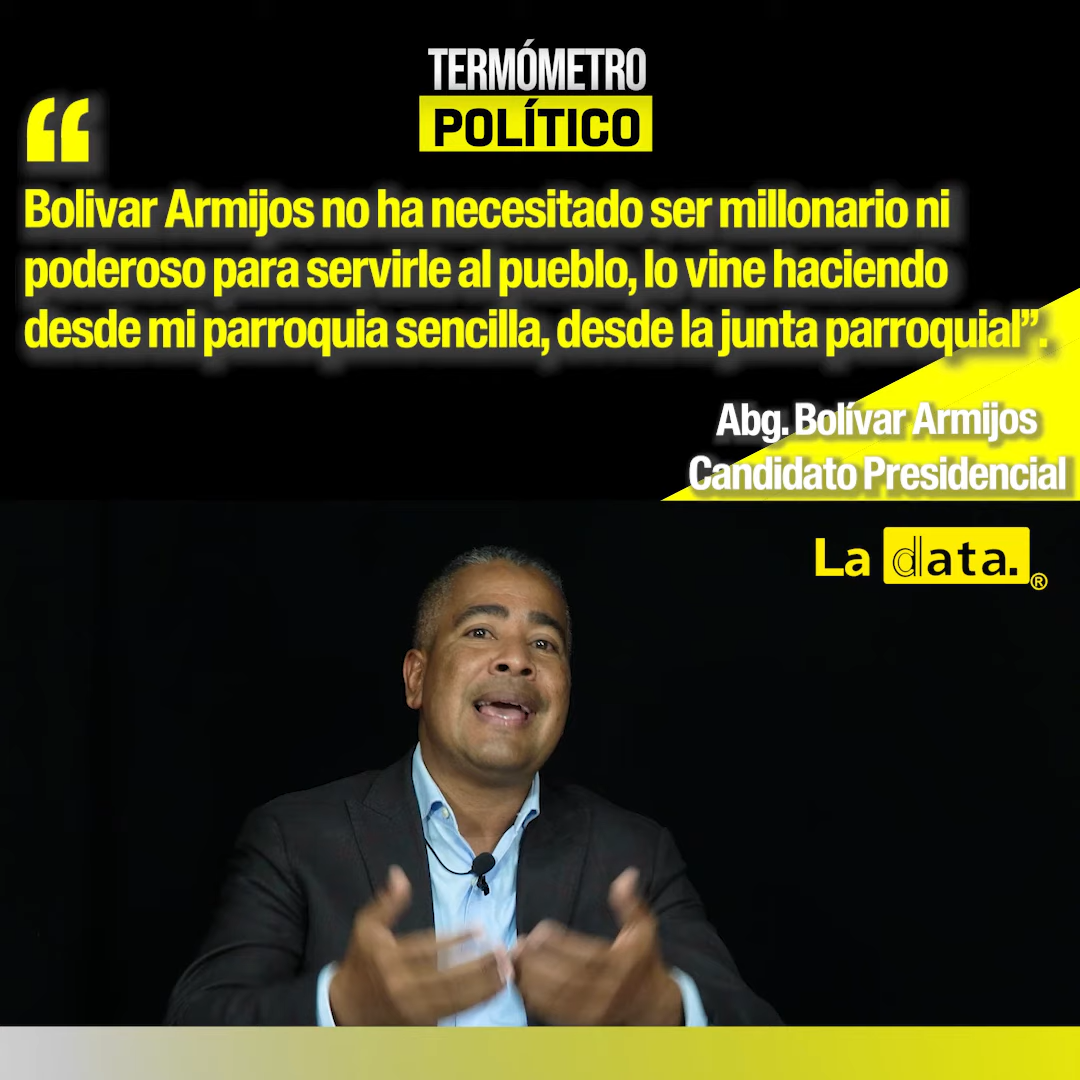 TERMÓMETRO
POLÍTICO
“
Bolivar Armijos no ha necesitado ser millonario ni
poderoso para servirle al pueblo, lo vine haciendo
desde mi parroquia sencilla, desde la junta parroquial”.
Abg. Bolívar Armijos
Candidato Presidencial
La data.®